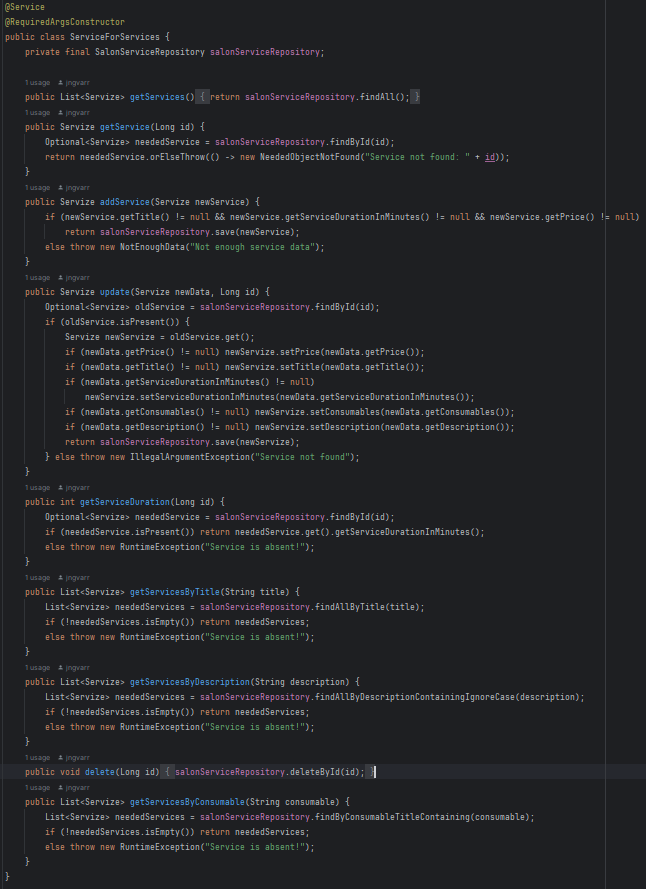 @Service
@RequiredArgsConstructor
public class ServiceForServices {
    private final SalonServiceRepository salonServiceRepository;
    1 usage  jngvarr
    public List<Servize> getServices() { return salonServiceRepository.findAll(); }
    1 usage  jngvarr
    public Servize getService(Long id) {
        Optional<Servize> neededService = salonServiceRepository.findById(id);
        return neededService.orElseThrow(() -> new NeededObjectNotFound("Service not found: " + id));
    }
    1 usage  jngvarr
    public Servize addService(Servize newService) {
        if (newService.getTitle() != null && newService.getServiceDurationInMinutes() != null && newService.getPrice() != null)
            return salonServiceRepository.save(newService);
        else throw new NotEnoughData("Not enough service data");
    }
    1 usage  jngvarr
    public Servize update(Servize newData, Long id) {
        Optional<Servize> oldService = salonServiceRepository.findById(id);
        if (oldService.isPresent()) {
            Servize newServize = oldService.get();
            if (newData.getPrice() != null) newServize.setPrice(newData.getPrice());
            if (newData.getTitle() != null) newServize.setTitle(newData.getTitle());
            if (newData.getServiceDurationInMinutes() != null)
                newServize.setServiceDurationInMinutes(newData.getServiceDurationInMinutes());
            if (newData.getConsumables() != null) newServize.setConsumables(newData.getConsumables());
            if (newData.getDescription() != null) newServize.setDescription(newData.getDescription());
            return salonServiceRepository.save(newServize);
        } else throw new IllegalArgumentException("Service not found");
    }
    1 usage  jngvarr
    public int getServiceDuration(Long id) {
        Optional<Servize> neededService = salonServiceRepository.findById(id);
        if (neededService.isPresent()) return neededService.get().getServiceDurationInMinutes();
        else throw new RuntimeException("Service is absent!");
    }
    1 usage  jngvarr
    public List<Servize> getServicesByTitle(String title) {
        List<Servize> neededServices = salonServiceRepository.findAllByTitle(title);
        if (!neededServices.isEmpty()) return neededServices;
        else throw new RuntimeException("Service is absent!");
    }
    1 usage  jngvarr
    public List<Servize> getServicesByDescription(String description) {
        List<Servize> neededServices = salonServiceRepository.findAllByDescriptionContainingIgnoreCase(description);
        if (!neededServices.isEmpty()) return neededServices;
        else throw new RuntimeException("Service is absent!");
    }
    1 usage  jngvarr
    public void delete(Long id) { salonServiceRepository.deleteById(id); }
    1 usage  jngvarr
    public List<Servize> getServicesByConsumable(String consumable) {
        List<Servize> neededServices = salonServiceRepository.findByConsumableTitleContaining(consumable);
        if (!neededServices.isEmpty()) return neededServices;
        else throw new RuntimeException("Service is absent!");
    }
}